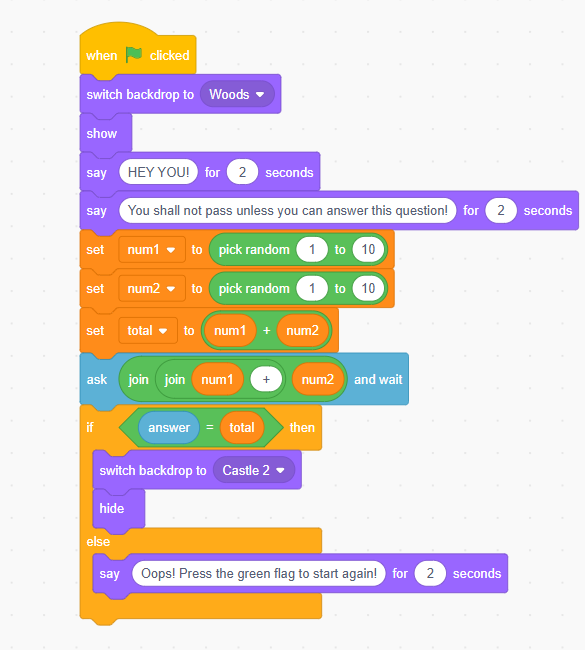 when clicked
switch backdrop to Woods
show
say HEY YOU! for 2 seconds
say You shall not pass unless you can answer this question! for 2 seconds
set num1 to pick random 1 to 10
set num2 to pick random 1 to 10
set total to num1 + num2
ask join join num1 + num2 and wait
if answer = total then
switch backdrop to Castle 2
hide
else
say Oops! Press the green flag to start again! for 2 seconds